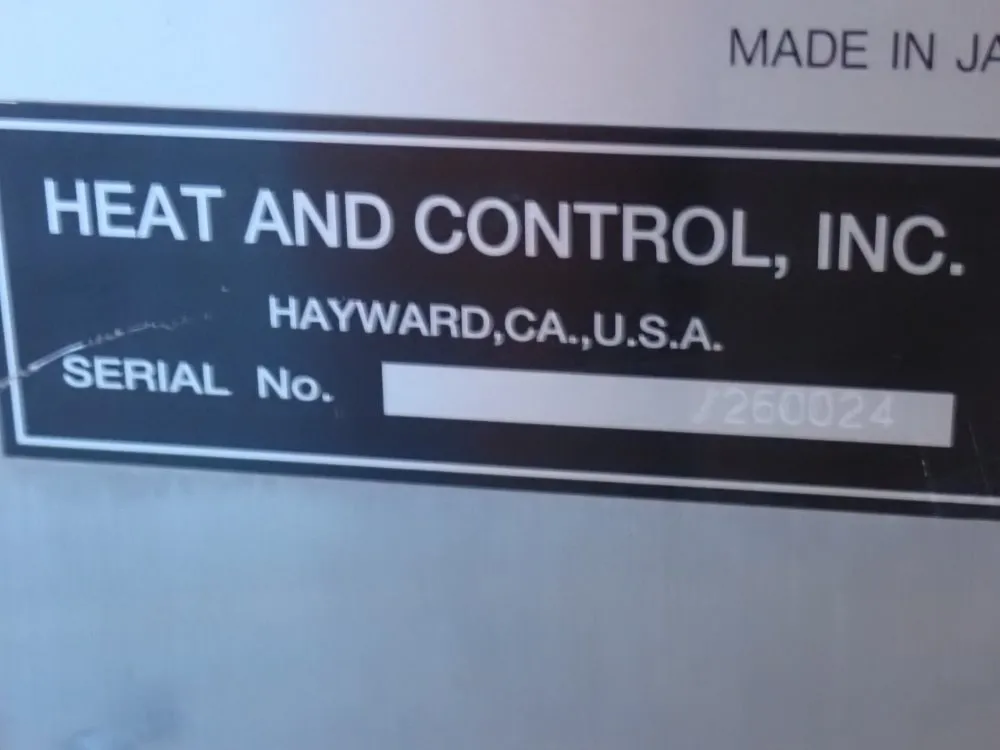 MADE IN JA
HEAT AND CONTROL, INC.
HAYWARD,CA.,U.S.A.
SERIAL No. /260024